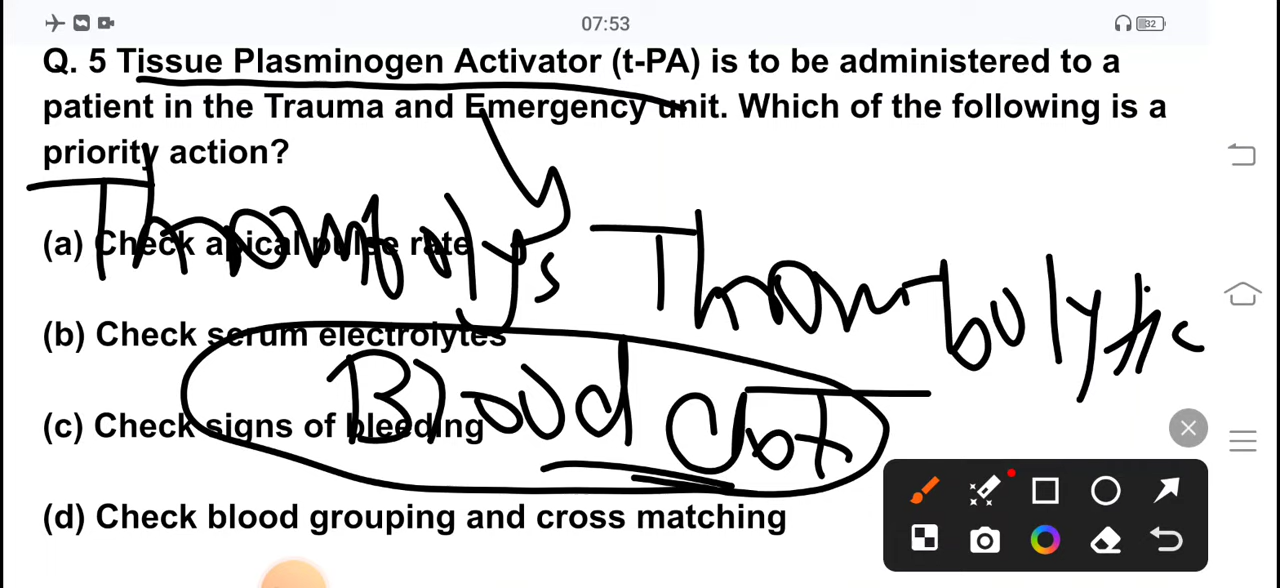 07:53
32
Q. 5 Tissue Plasminogen Activator (t-PA) is to be administered to a
patient in the Trauma and Emergency unit. Which of the following is a
priority action?
(a) Check apical pulse rate
(b) Check serum electrolytes
(c) Check signs of bleeding
Blood Clot
(d) Check blood grouping and cross matching